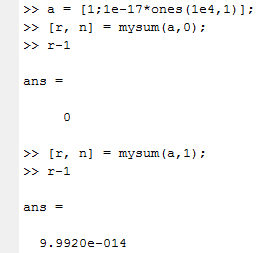 >> a = [1;1e-17*ones(1e4,1)];
>> [r, n] = mysum(a,0);
>> r-1
ans =
0
>> [r, n] = mysum(a,1);
>> r-1
ans =
9.9920e-014